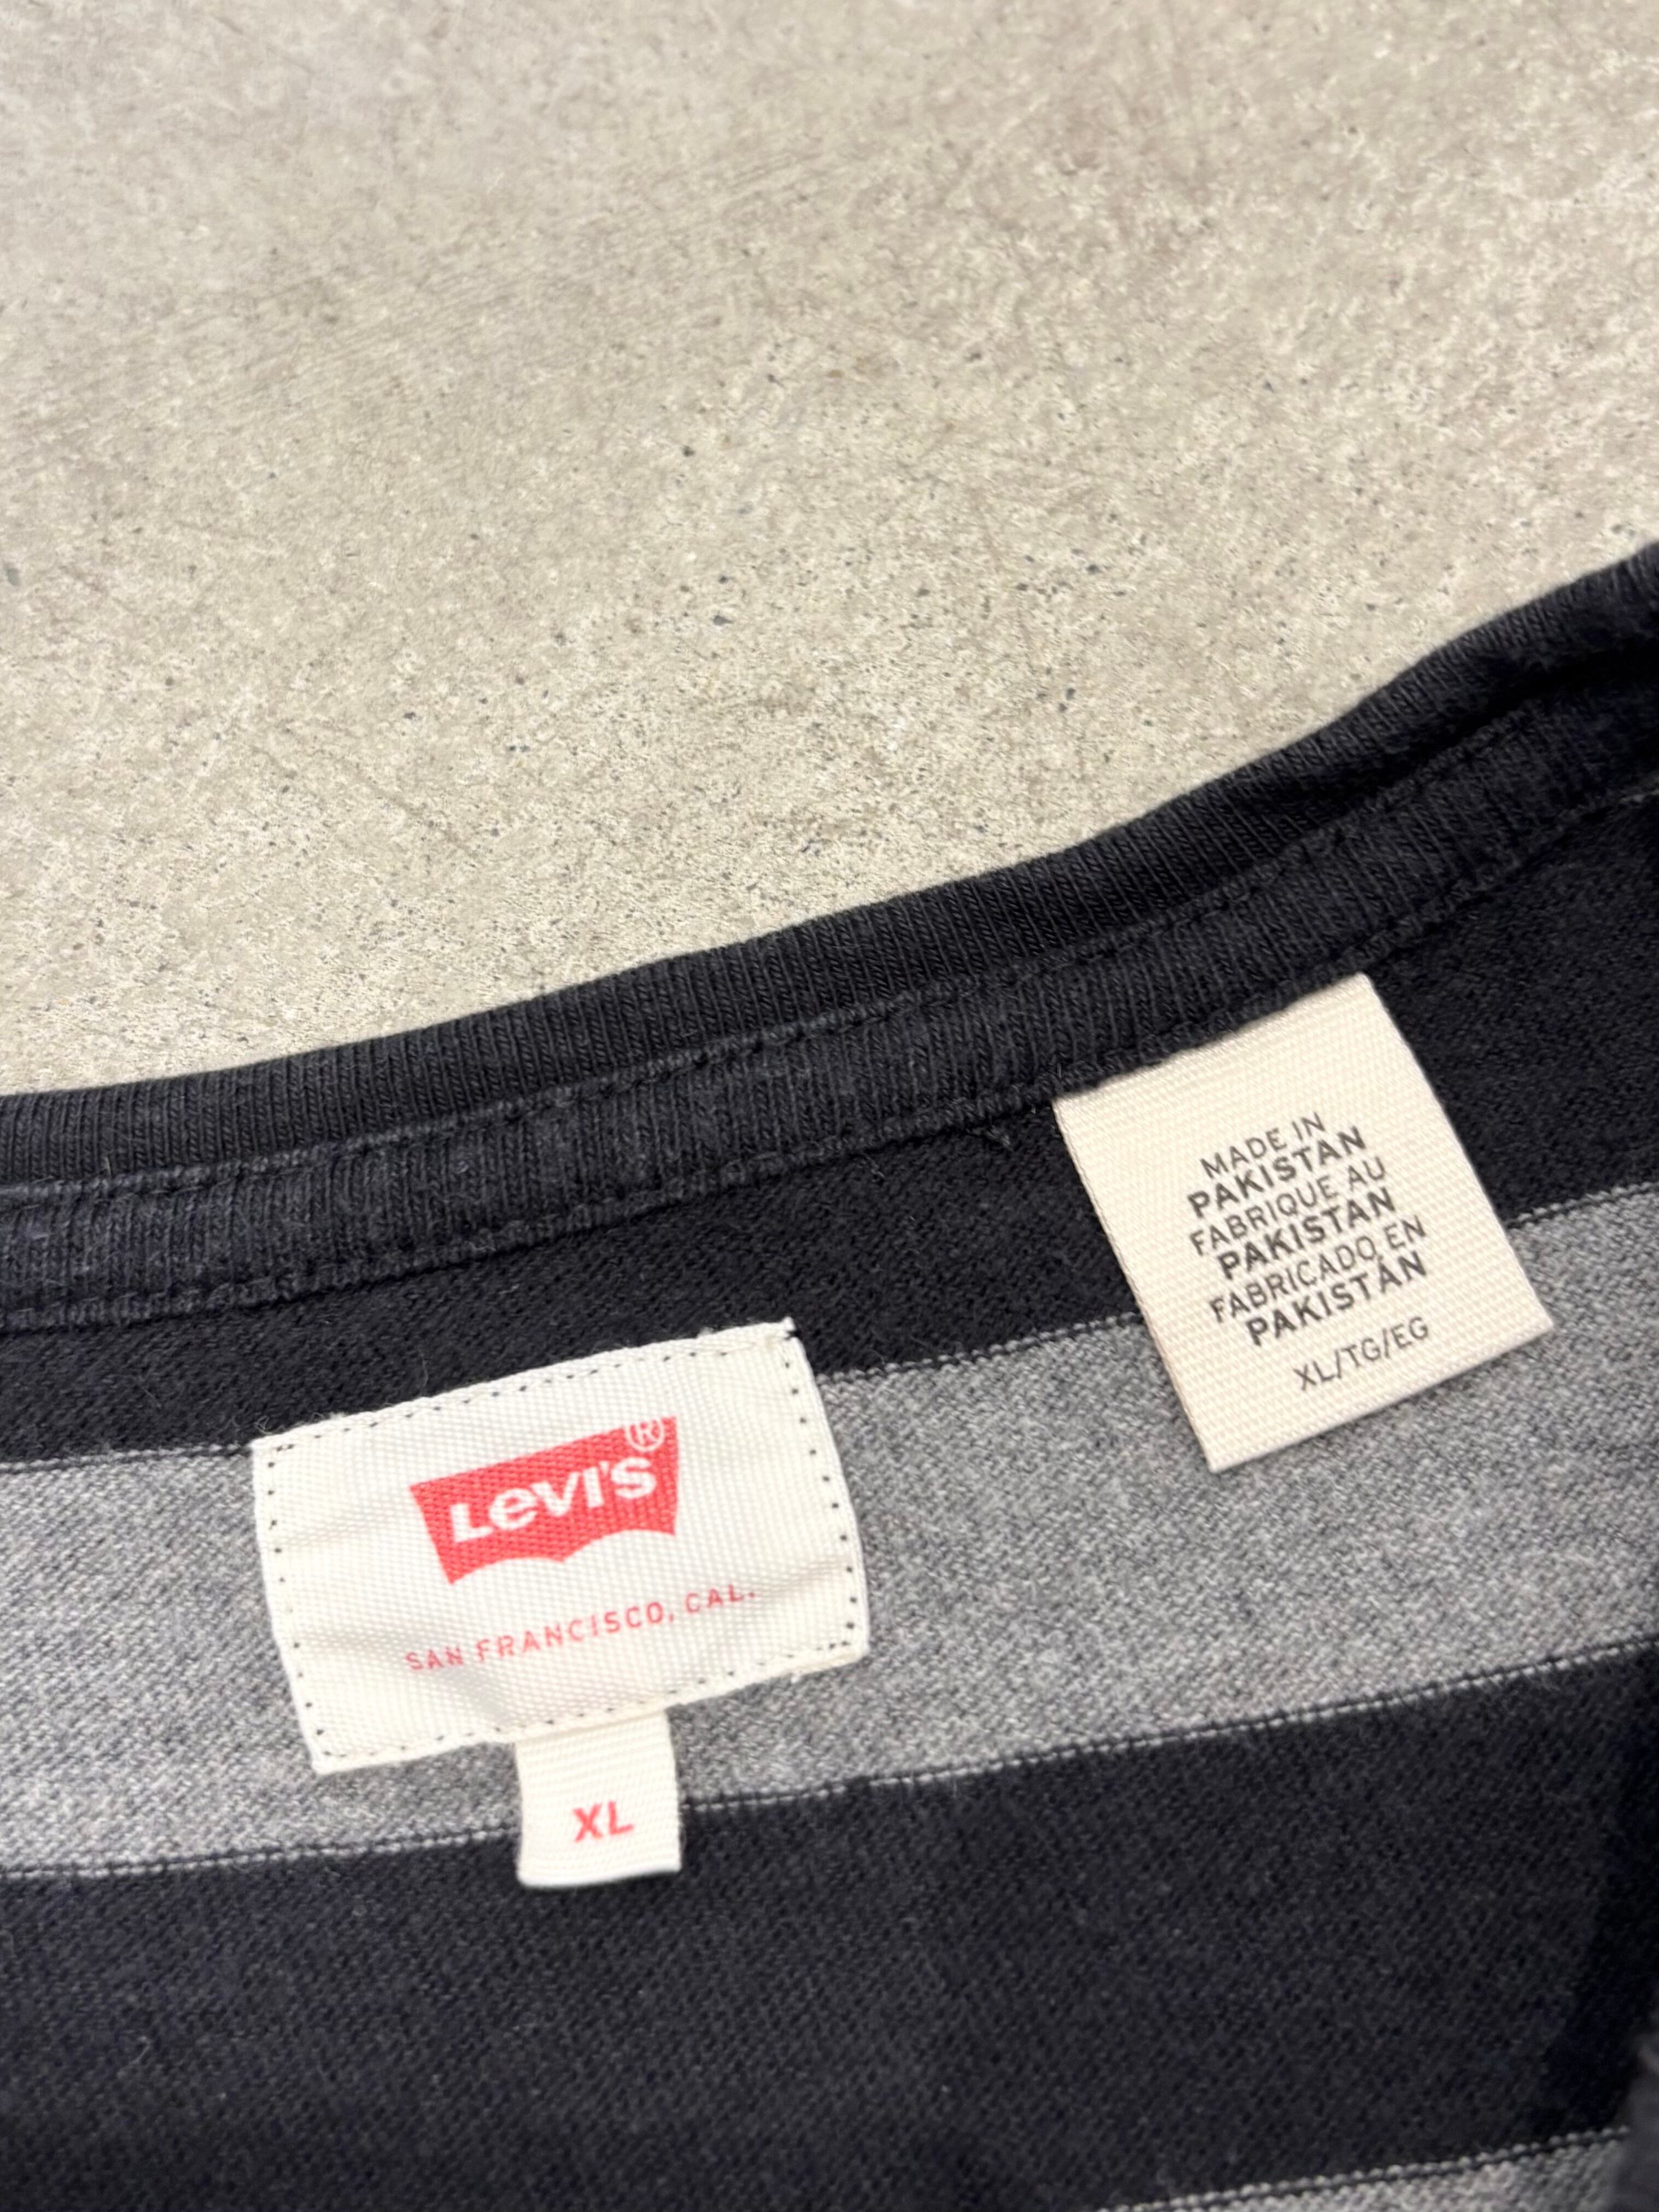 MADE IN
PAKISTAN
FABRIQUE AU
PAKISTAN
FABRICADO EN
PAKISTÁN
XL/TG/EG
Levi's®
SAN FRANCISCO, CAL.
XL